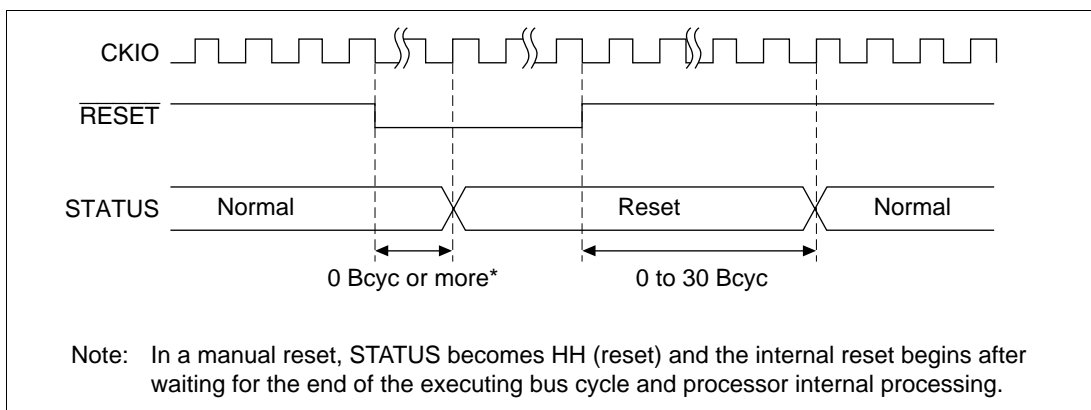 CKIO
RESET
STATUS Normal Reset Normal
0 Bcyc or more* 0 to 30 Bcyc
Note: In a manual reset, STATUS becomes HH (reset) and the internal reset begins after
waiting for the end of the executing bus cycle and processor internal processing.